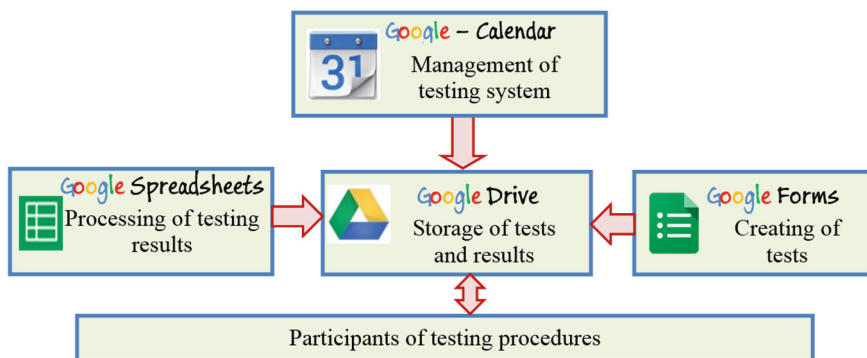 Google – Calendar
31
Management of
testing system
Google Spreadsheets
Processing of testing
results
Google Drive
Storage of tests
and results
Google Forms
Creating of
tests
Participants of testing procedures